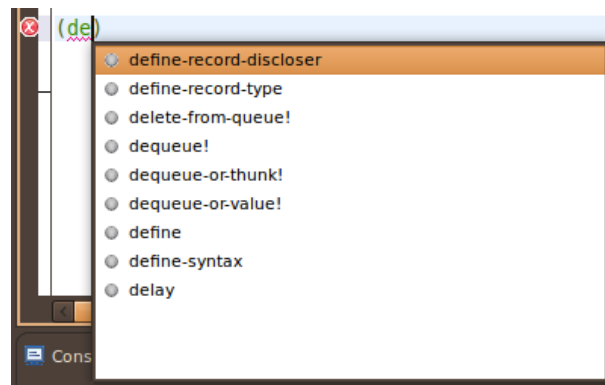 (de)
define-record-discloser
define-record-type
delete-from-queue!
dequeue!
dequeue-or-thunk!
dequeue-or-value!
define
define-syntax
delay
Cons